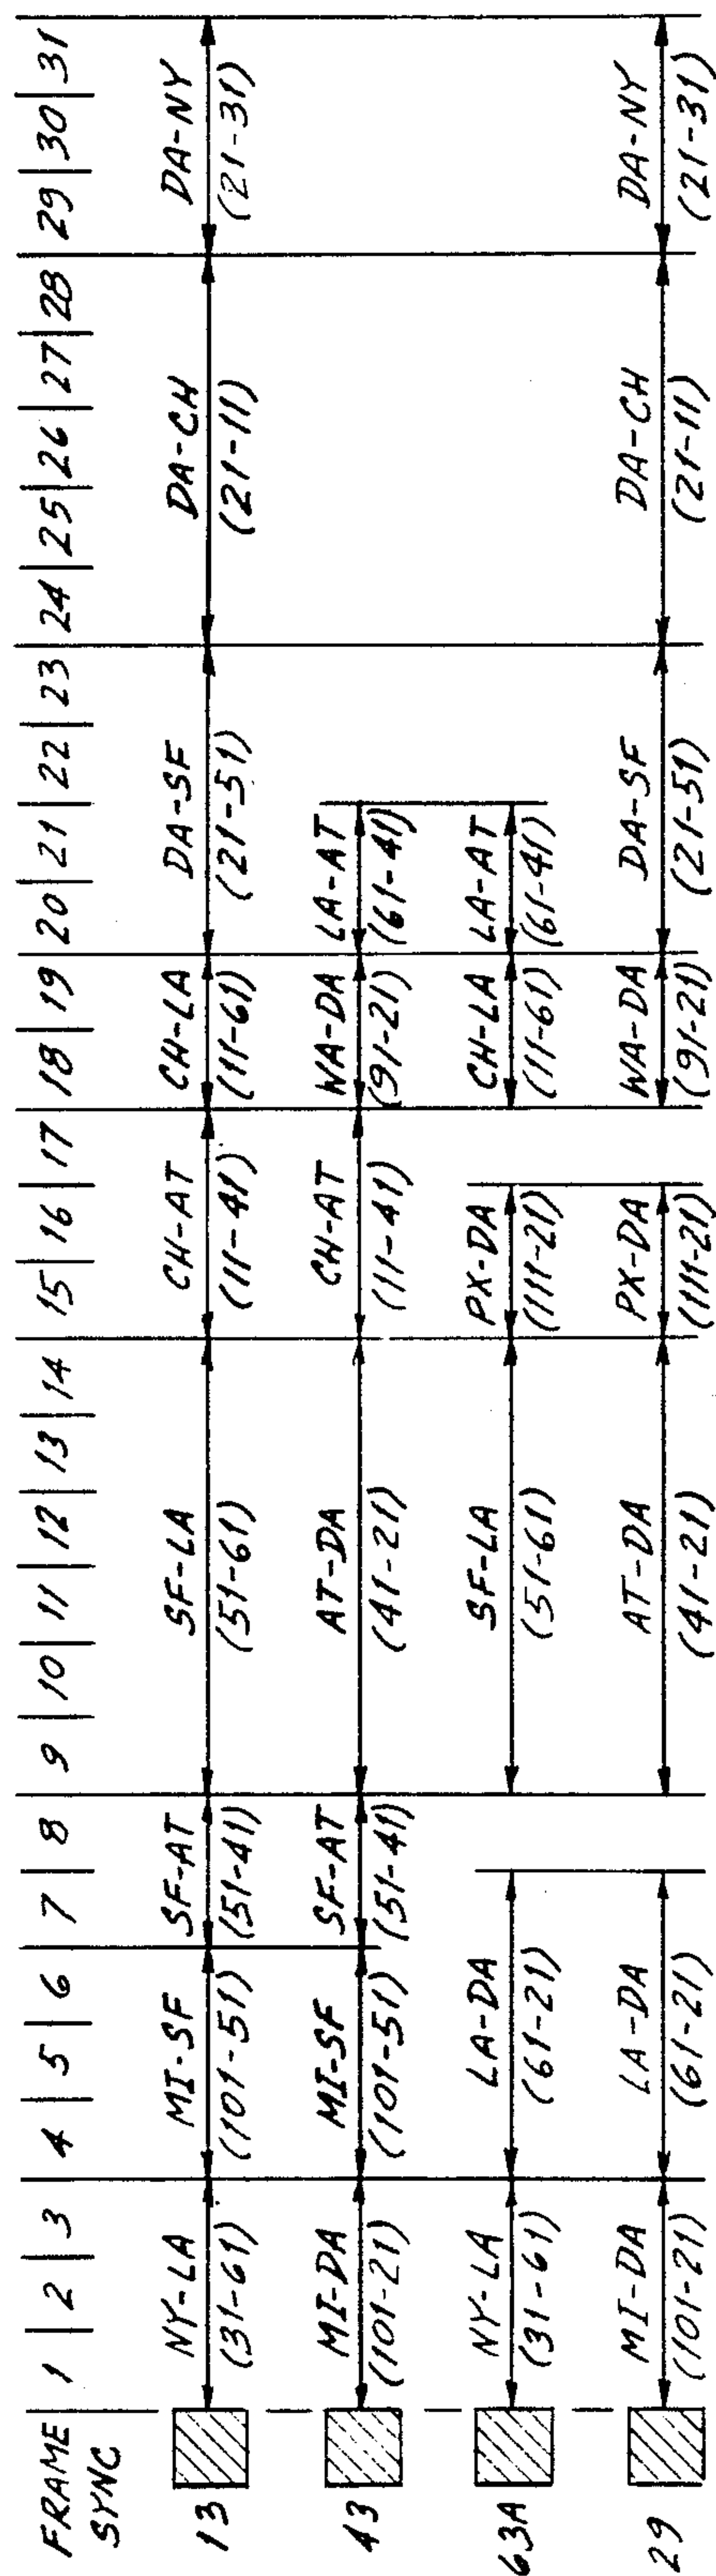 FRAME SYNC | 1 | 2 | 3 | 4 | 5 | 6 | 7 | 8 | 9 | 10 | 11 | 12 | 13 | 14 | 15 | 16 | 17 | 18 | 19 | 20 | 21 | 22 | 23 | 24 | 25 | 26 | 27 | 28 | 29 | 30 | 31
13 NY-LA MI-SF SF-AT SF-LA CH-AT CH-LA DA-SF DA-CH DA-NY
(31-61) (101-51) (51-41) (51-61) (11-41) (11-61) (21-51) (21-11) (21-31)
43 MI-DA MI-SF SF-AT AT-DA CH-AT WA-DA LA-AT
(101-21) (101-51) (51-41) (41-21) (11-41) (91-21) (61-41)
63A NY-LA LA-DA SF-LA PX-DA CH-LA LA-AT
(31-61) (61-21) (51-61) (111-21) (11-61) (61-41)
29 MI-DA LA-DA AT-DA PX-DA WA-DA DA-SF DA-CH DA-NY
(101-21) (61-21) (41-21) (111-21) (91-21) (21-51) (21-11) (21-31)